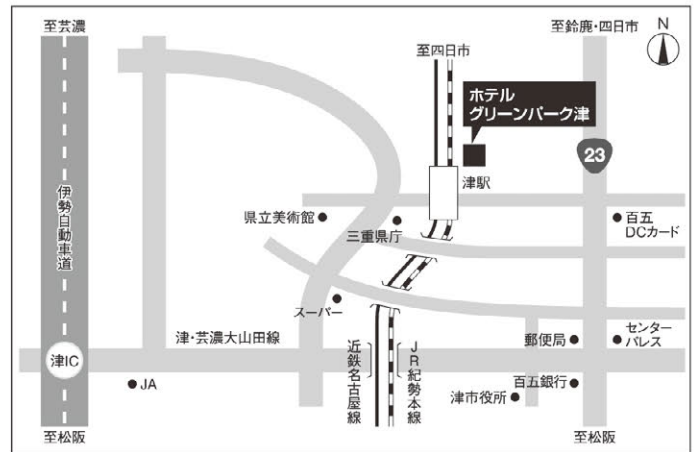 至芸濃
至鈴鹿・四日市
N
至四日市
ホテル
グリーンパーク津
23
津駅
伊勢自動車道
県立美術館
三重県庁
百五
DCカード
スーパー
津・芸濃大山田線
近鉄名古屋線
JR紀勢本線
郵便局
センター
パレス
津IC
JA
百五銀行
津市役所
至松阪
至松阪